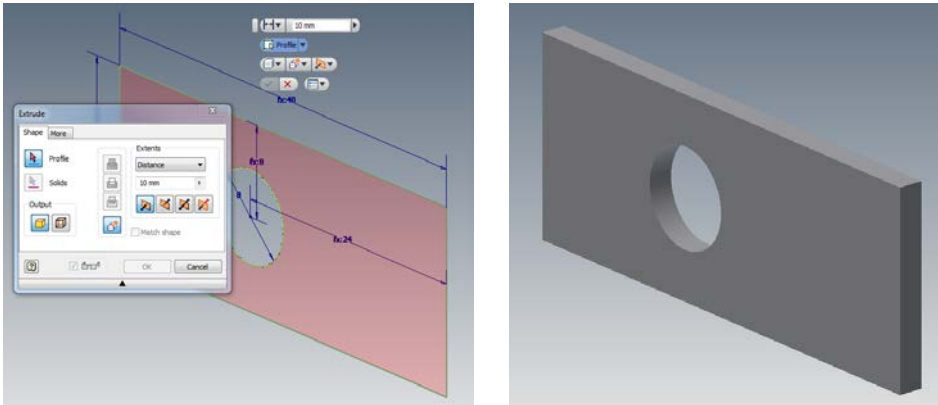 10 mm
Profile
fx:40
Extrude
Shape More
Extents
Profile
Distance
fx:8
Solids
10 mm
8
Output
fx:24
Match shape
OK Cancel